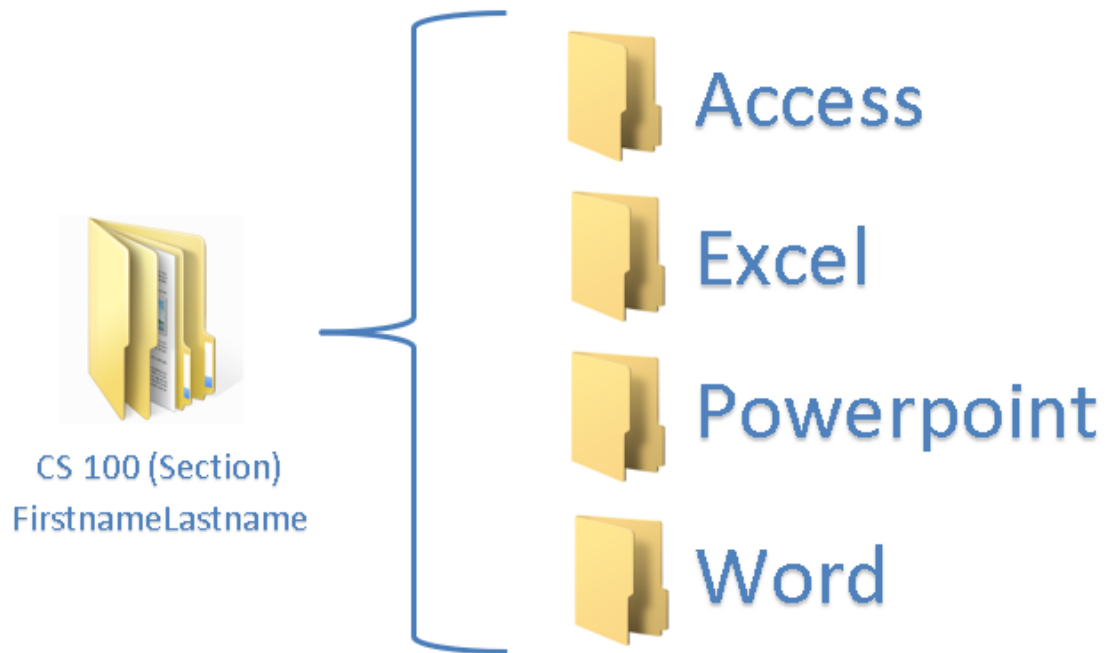 CS 100 (Section)
FirstnameLastname
Access
Excel
Powerpoint
Word